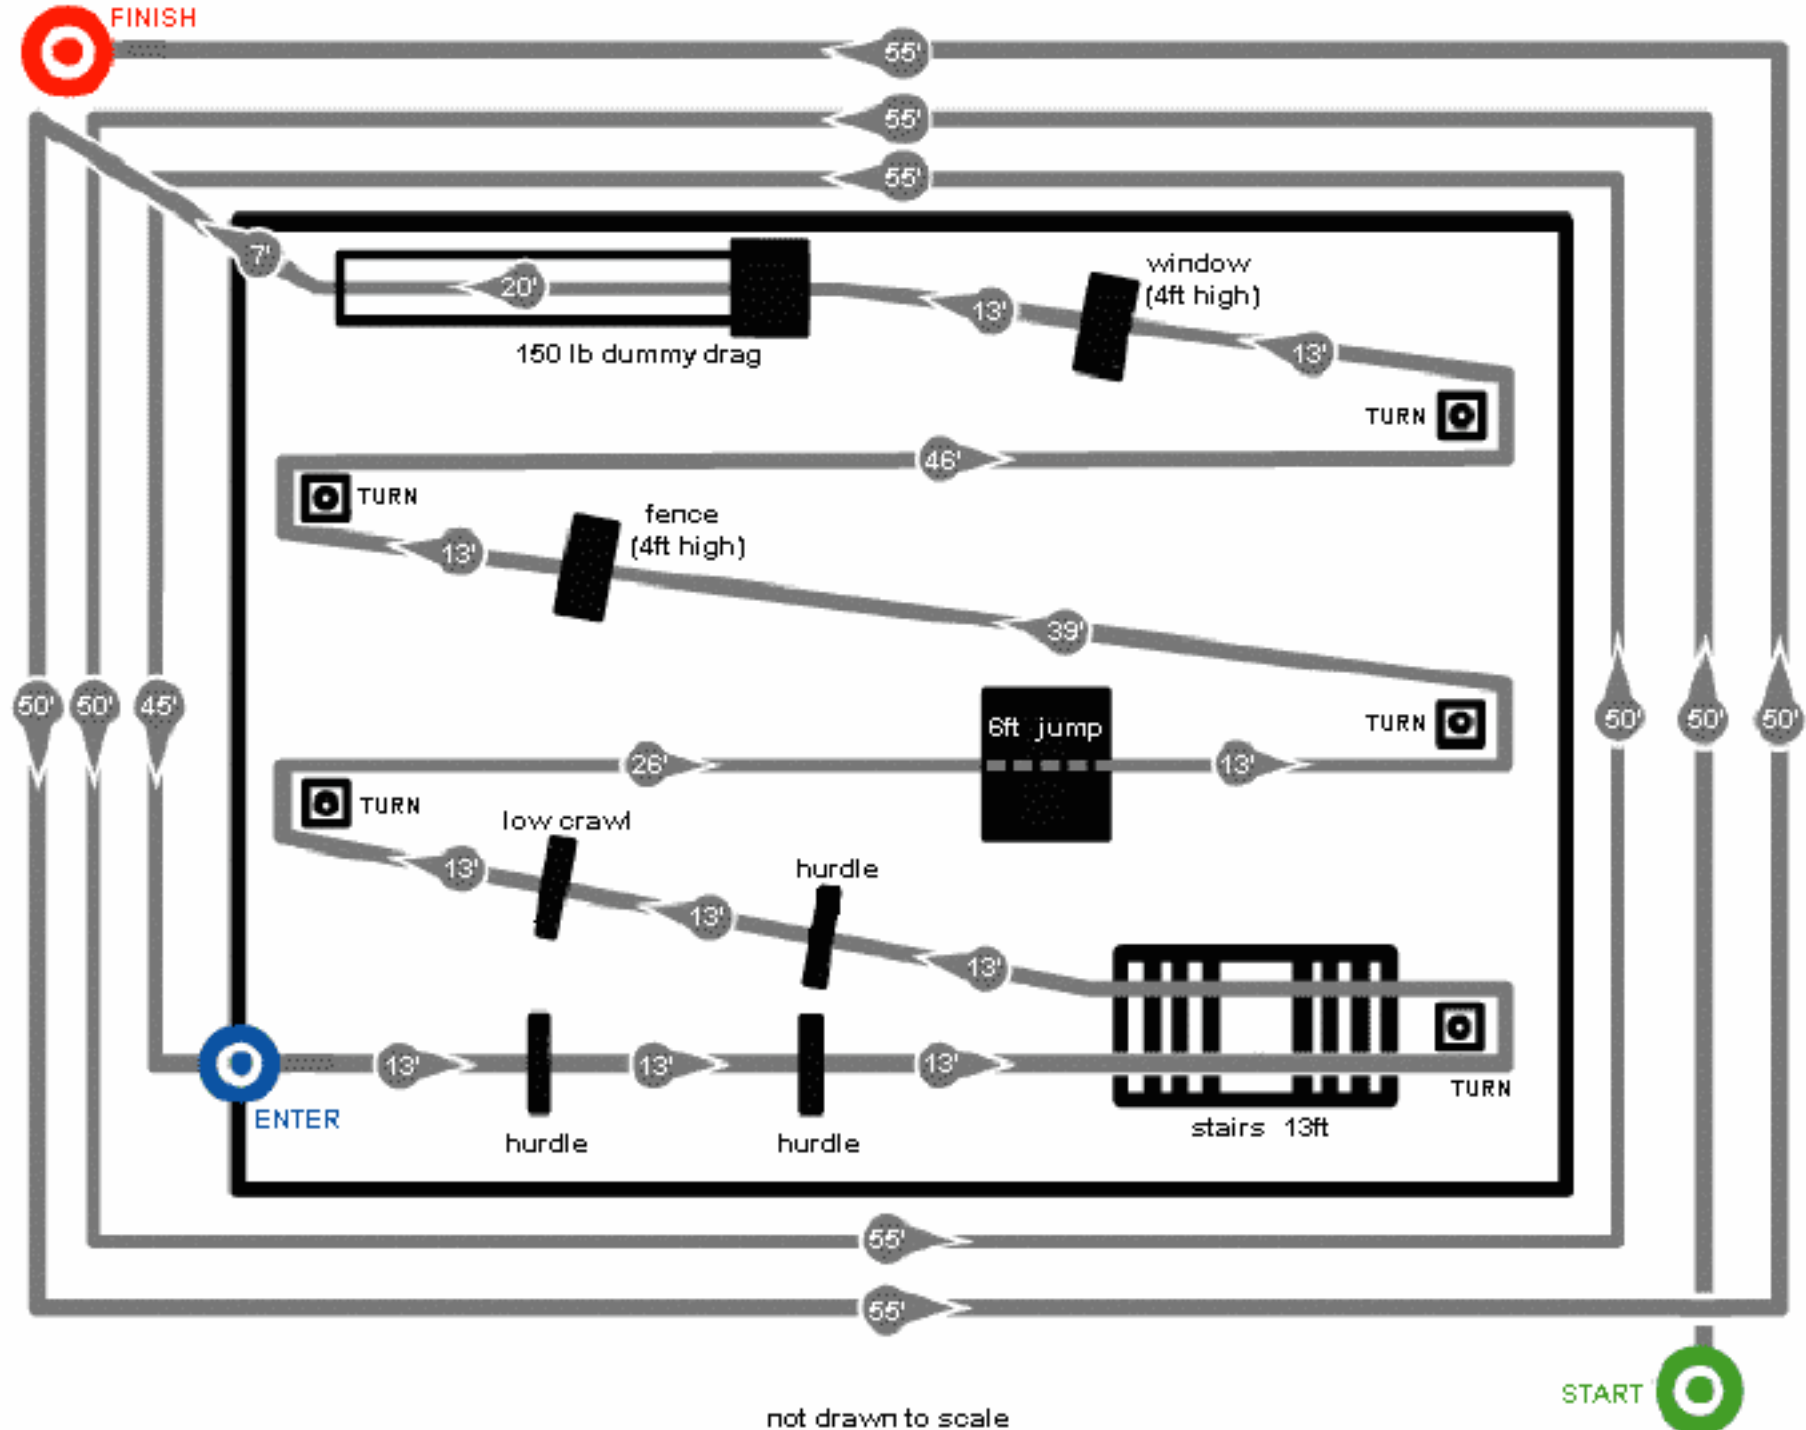 FINISH
55'
55'
55'
7'
20'
13'
window
(4ft high)
13'
150 lb dummy drag
TURN
46'
TURN
fence
(4ft high)
13'
39'
50'
50'
45'
6ft jump
TURN
50'
50'
50'
26'
13'
TURN
low crawl
13'
hurdle
13'
13'
13'
13'
13'
TURN
ENTER
hurdle
hurdle
stairs 13ft
55'
55'
START
not drawn to scale